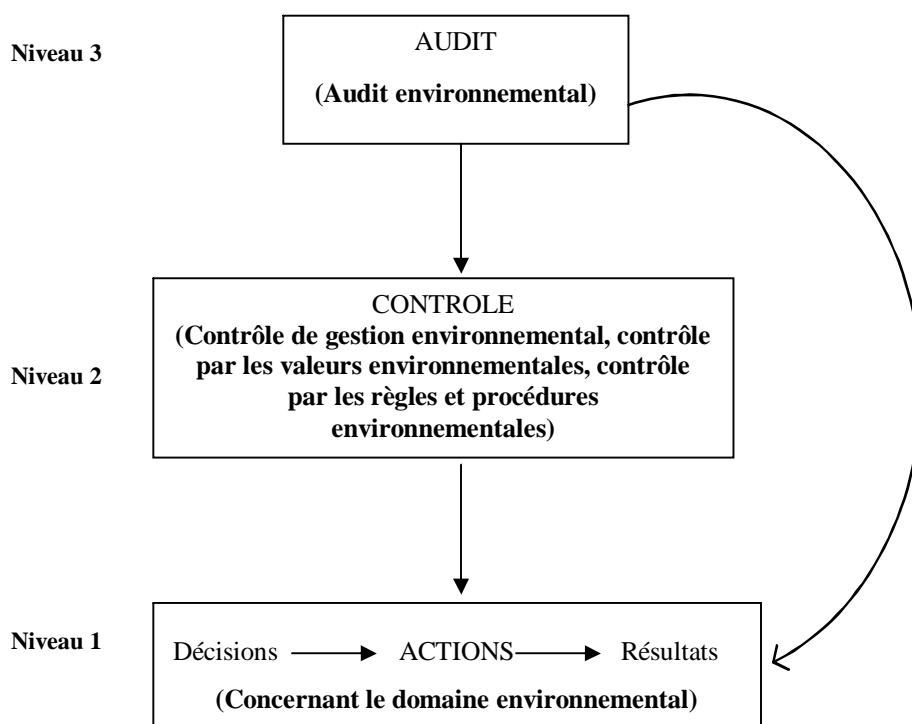 Niveau 3
AUDIT
(Audit environnemental)
CONTROLE
(Contrôle de gestion environnemental, contrôle
par les valeurs environnementales, contrôle
par les règles et procédures
environnementales)
Niveau 2
Niveau 1
Décisions ACTIONS Résultats
(Concernant le domaine environnemental)